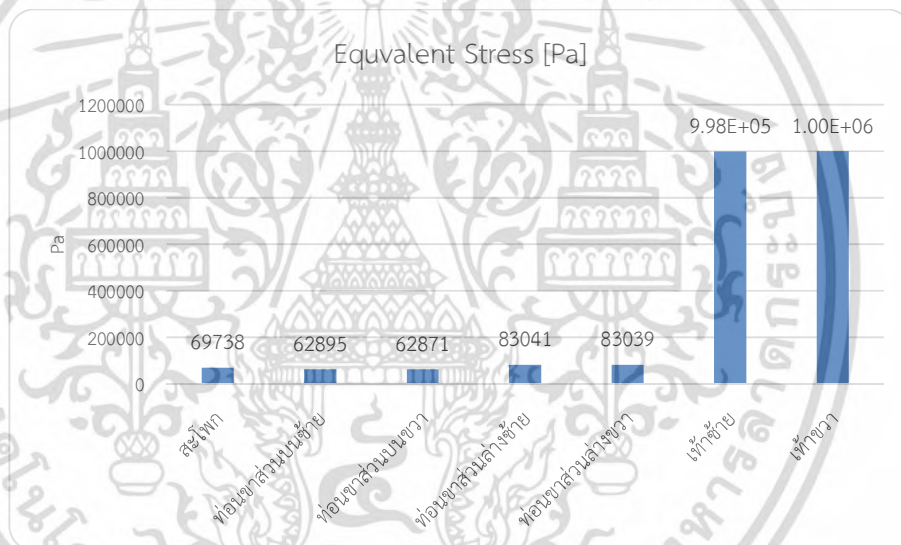 Equvalent Stress [Pa]
1200000
1000000
800000
600000
400000
200000
0
Pa
69738
62895
62871
83041
83039
9.98E+05
1.00E+06
สะโพก
ท่อนขาส่วนบนซ้าย
ท่อนขาส่วนบนขวา
ท่อนขาส่วนล่างซ้าย
ท่อนขาส่วนล่างขวา
เท้าซ้าย
เท้าขวา